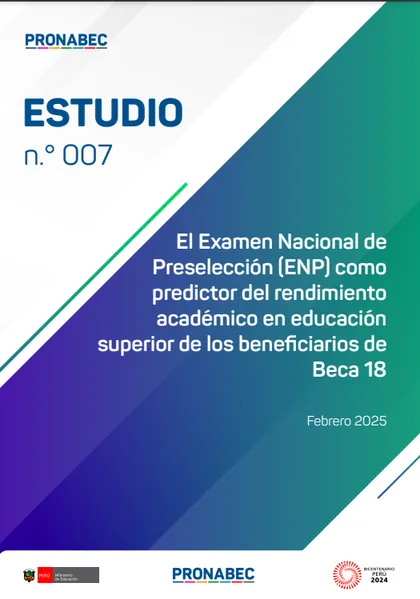 PRONABEC
ESTUDIO
n.° 007
El Examen Nacional de
Preselección (ENP) como
predictor del rendimiento
académico en educación
superior de los beneficiarios de
Beca 18
Febrero 2025
PERÚ
Ministerio
de Educación
PRONABEC
BICENTENARIO
PERÚ
2024